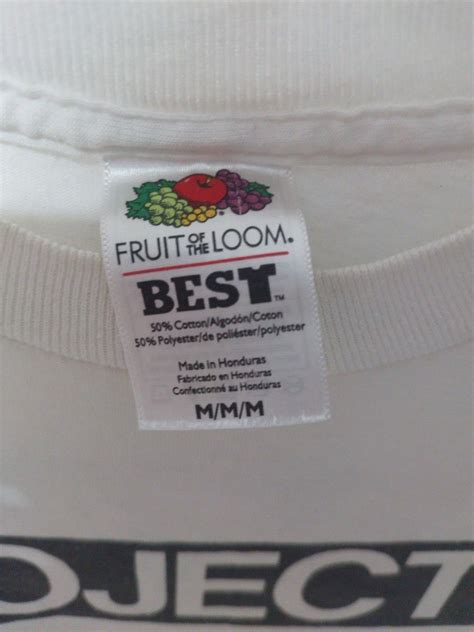 FRUIT OF THE LOOM®
BEST™
50% Cotton/Algodón/Coton
50% Polyester/de poliéster/polyester
Made in Honduras
Fabricado en Honduras
Confectionné au Honduras
M/M/M
OJECT